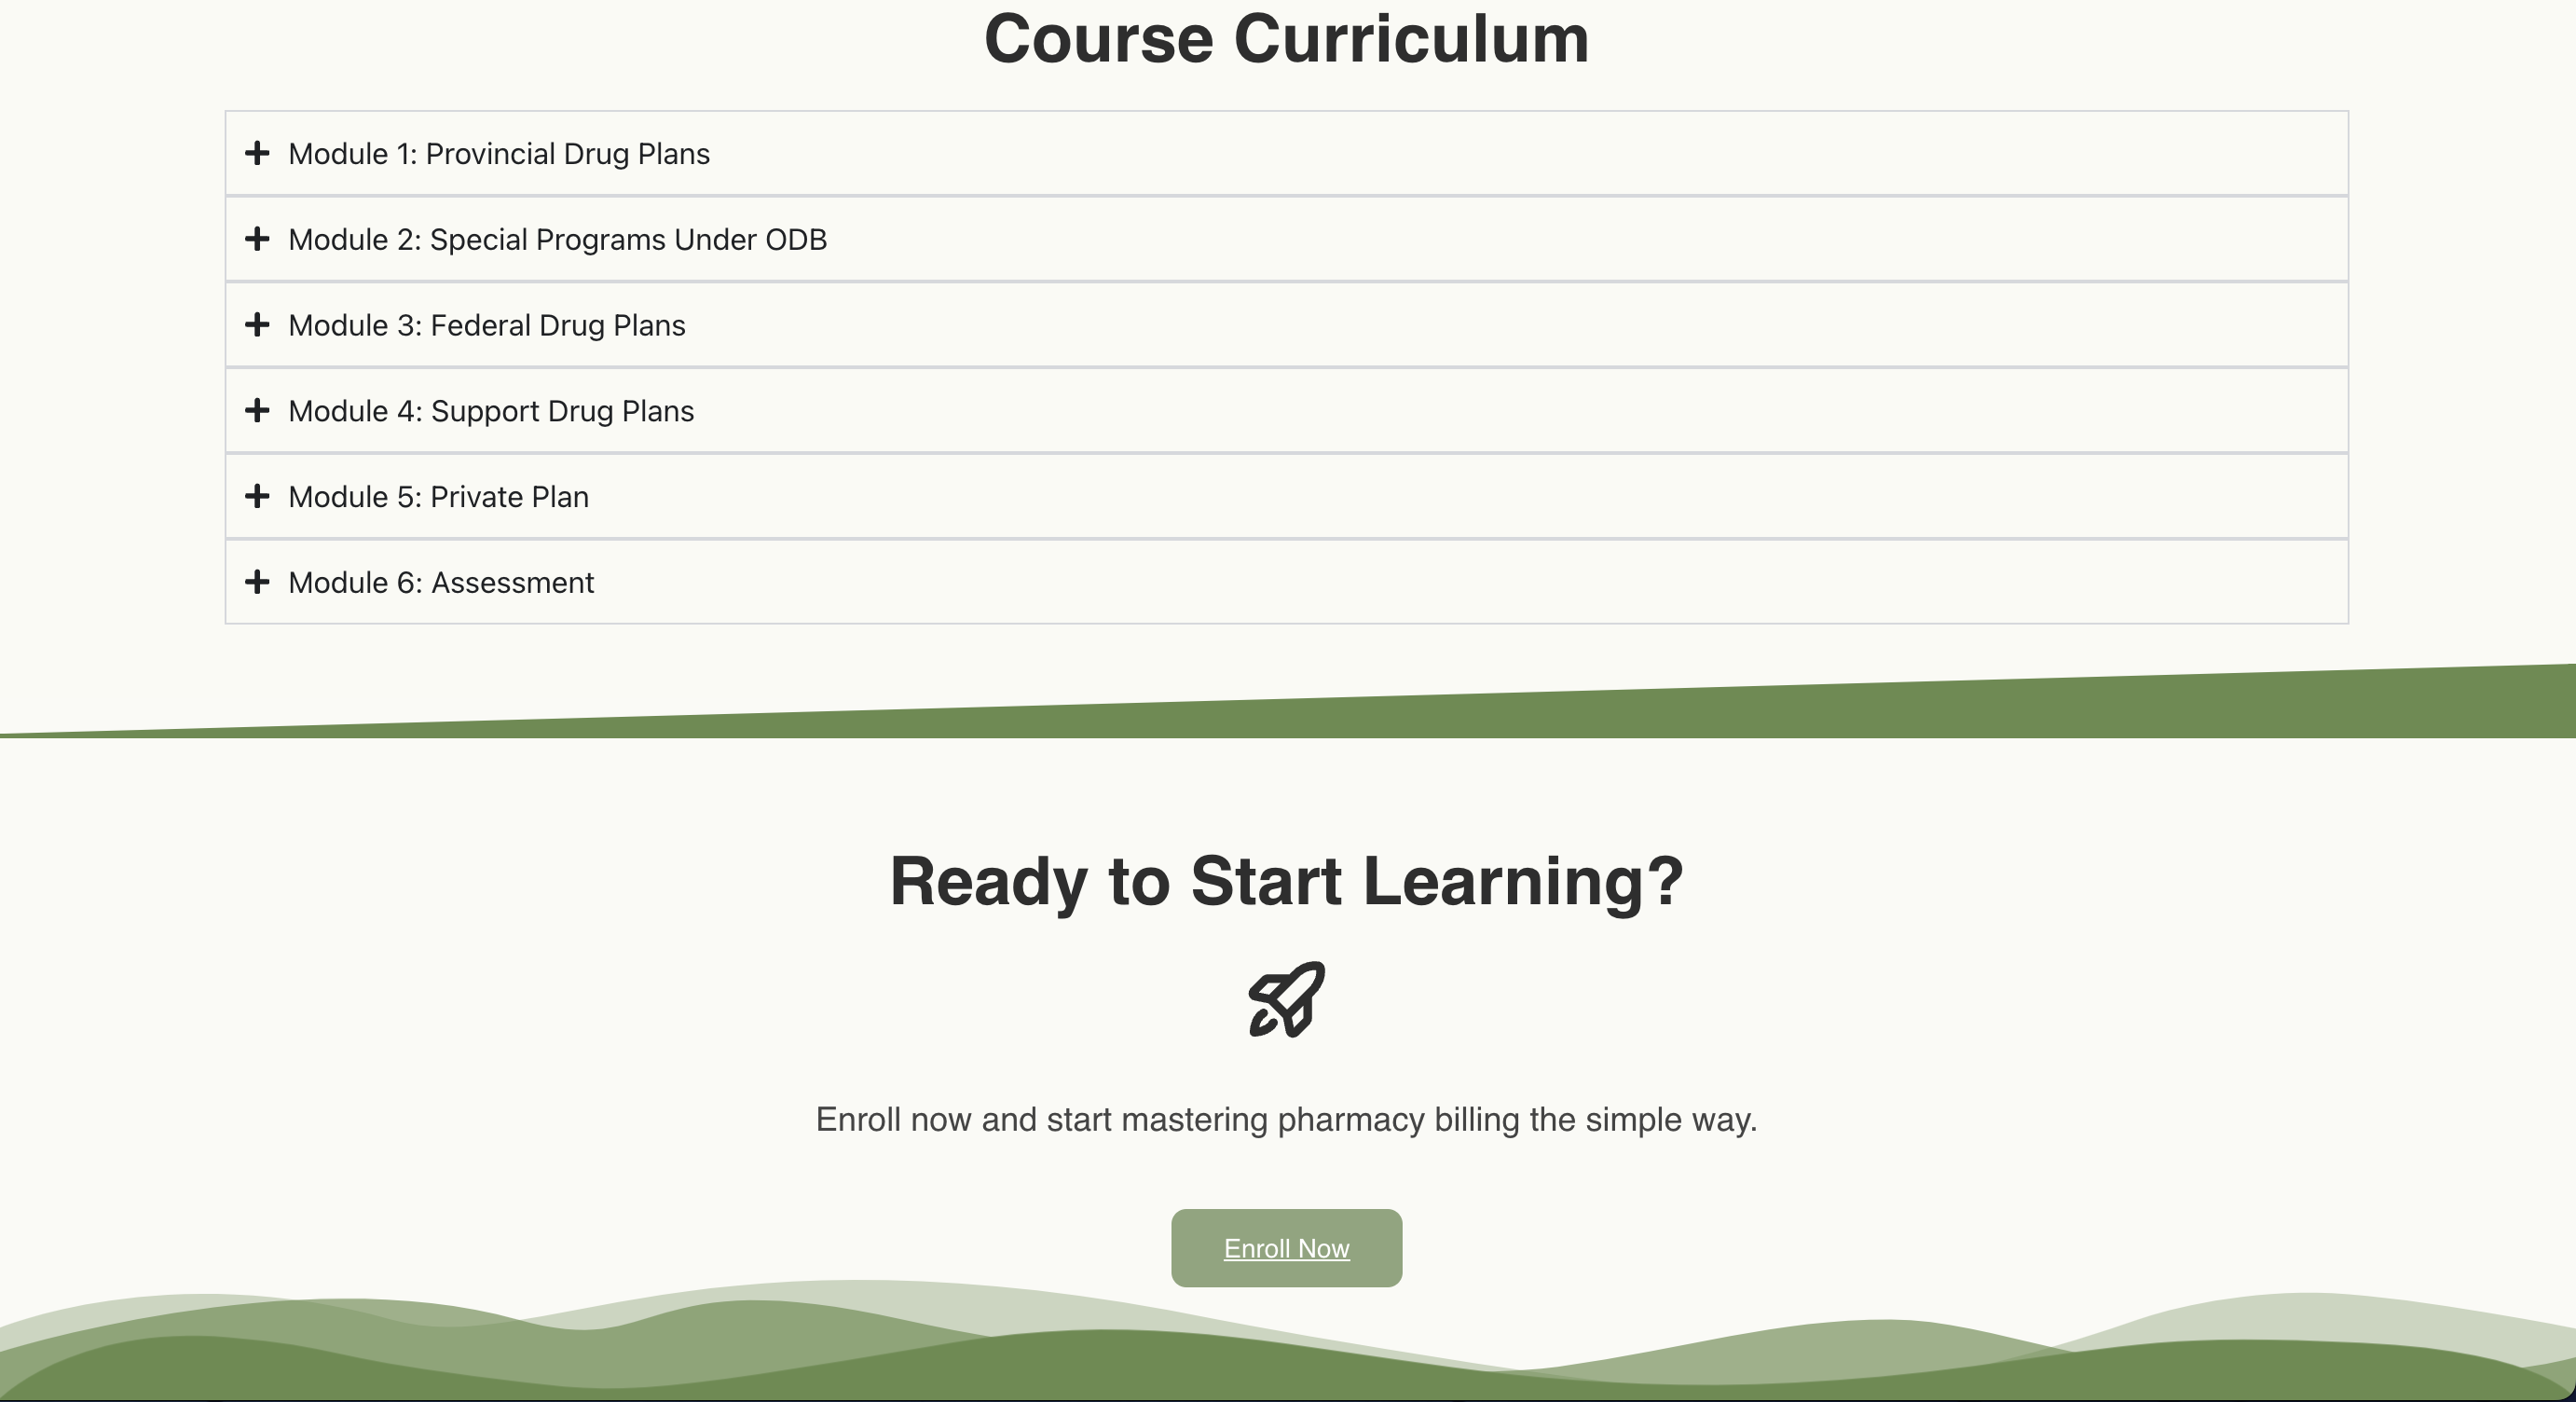 Course Curriculum
Module 1: Provincial Drug Plans
Module 2: Special Programs Under ODB
Module 3: Federal Drug Plans
Module 4: Support Drug Plans
Module 5: Private Plan
Module 6: Assessment
Ready to Start Learning?
Enroll now and start mastering pharmacy billing the simple way.
Enroll Now